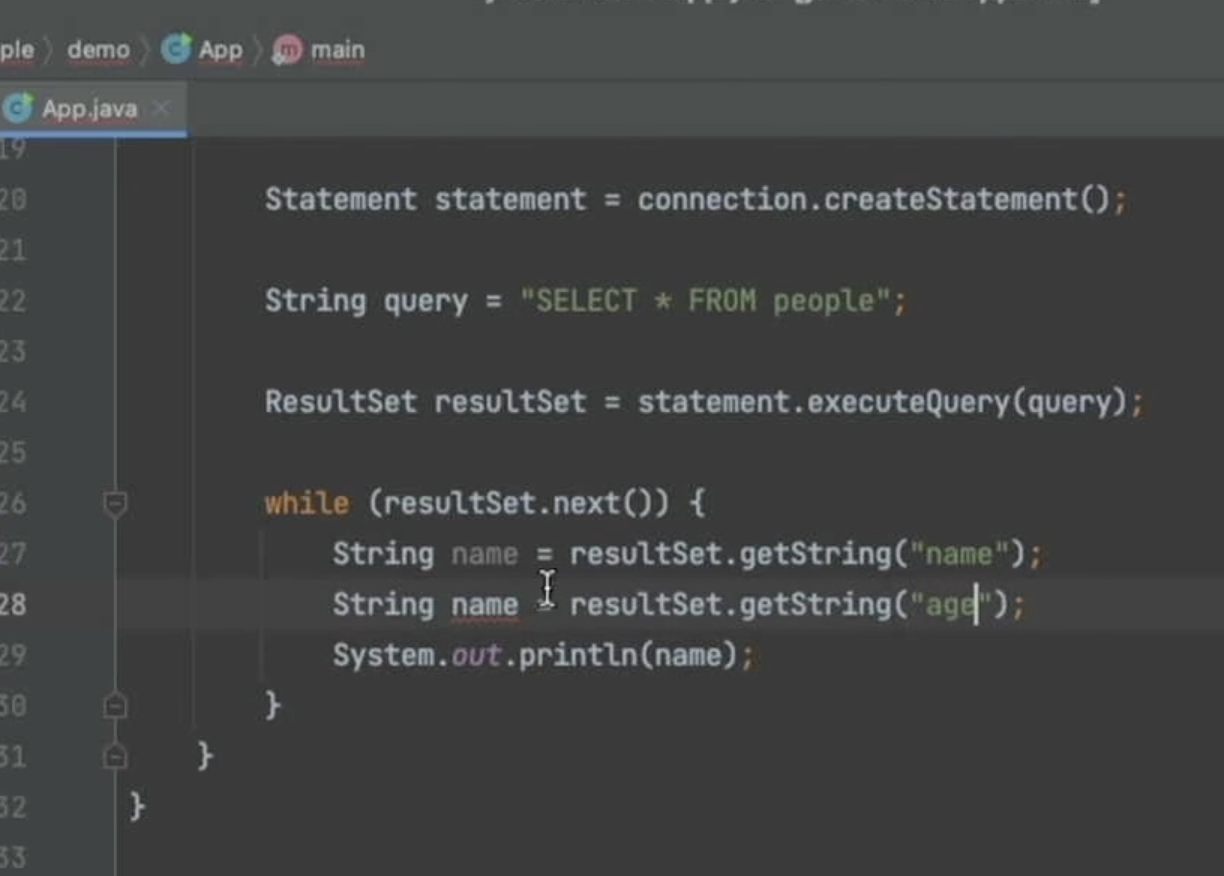 ple 〉 demo 〉 App 〉 main
App.java
19
20 Statement statement = connection.createStatement();
21
22 String query = "SELECT * FROM people";
23
24 ResultSet resultSet = statement.executeQuery(query);
25
26 while (resultSet.next()) {
27 String name = resultSet.getString("name");
28 String name = resultSet.getString("age");
29 System.out.println(name);
30 }
31 }
32 }
33